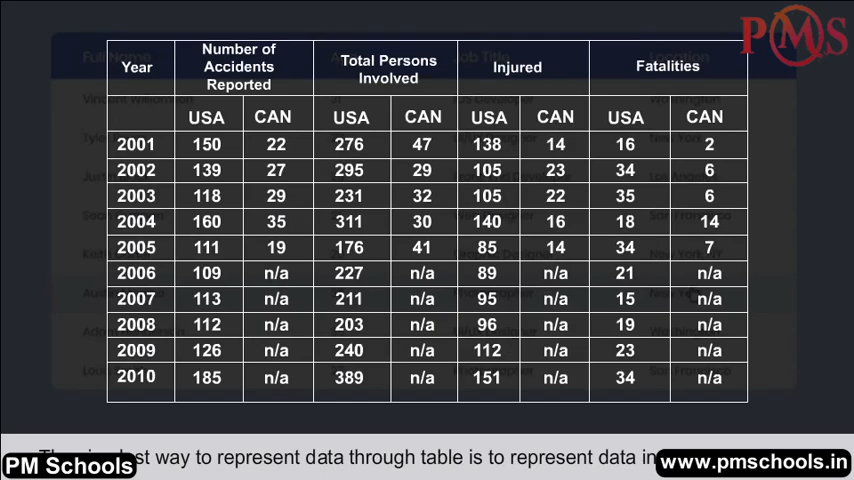 PMS
Year Number of Accidents Reported Total Persons Involved Injured Fatalities
USA CAN USA CAN USA CAN USA CAN
2001 150 22 276 47 138 14 16 2
2002 139 27 295 29 105 23 34 6
2003 118 29 231 32 105 22 35 6
2004 160 35 311 30 140 16 18 14
2005 111 19 176 41 85 14 34 7
2006 109 n/a 227 n/a 89 n/a 21 n/a
2007 113 n/a 211 n/a 95 n/a 15 n/a
2008 112 n/a 203 n/a 96 n/a 19 n/a
2009 126 n/a 240 n/a 112 n/a 23 n/a
2010 185 n/a 389 n/a 151 n/a 34 n/a
way to represent data through table is to represent data in
PM Schools
www.pmschools.in